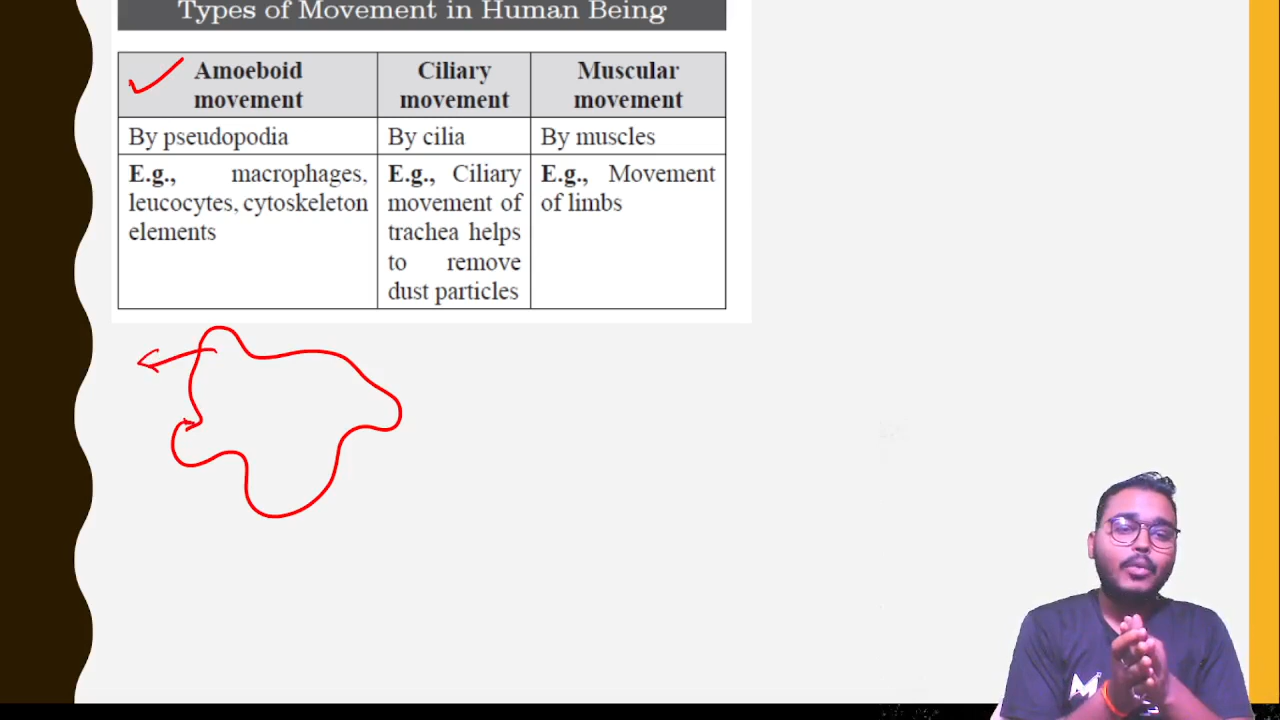 Types of Movement in Human Being
Amoeboid movement
Ciliary movement
Muscular movement
By pseudopodia
By cilia
By muscles
E.g., macrophages,
leucocytes, cytoskeleton
elements
E.g., Ciliary
movement of
trachea helps
to remove
dust particles
E.g., Movement
of limbs